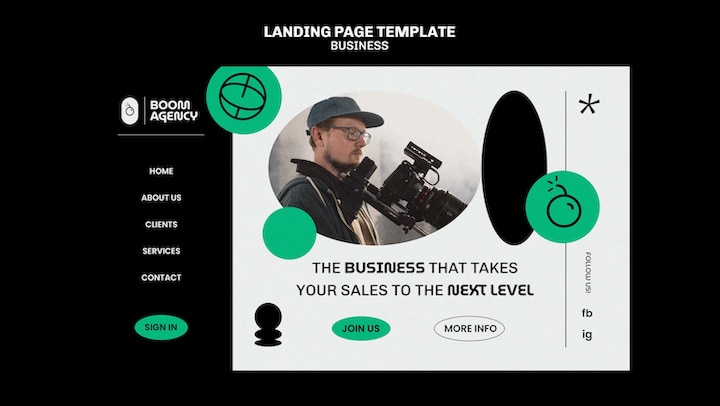 LANDING PAGE TEMPLATE
BUSINESS
BOOM
AGENCY
HOME
ABOUT US
CLIENTS
SERVICES
CONTACT
SIGN IN
THE BUSINESS THAT TAKES
YOUR SALES TO THE NEXT LEVEL
JOIN US
MORE INFO
*
FOLLOW US!
fb
ig